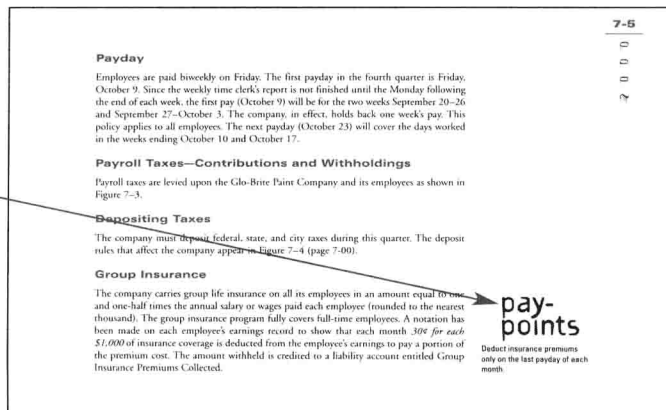 7-5
2000
Payday
Employees are paid biweekly on Friday. The first payday in the fourth quarter is Friday,
October 9. Since the weekly time clerk's report is not finished until the Monday following
the end of each week, the first pay (October 9) will be for the two weeks September 20–26
and September 27–October 3. The company, in effect, holds back one week's pay. This
policy applies to all employees. The next payday (October 23) will cover the days worked
in the weeks ending October 10 and October 17.
Payroll Taxes—Contributions and Withholdings
Payroll taxes are levied upon the Glo-Brite Paint Company and its employees as shown in
Figure 7–3.
Depositing Taxes
The company must deposit federal, state, and city taxes during this quarter. The deposit
rules that affect the company appear in Figure 7–4 (page 7-00).
Group Insurance
The company carries group life insurance on all its employees in an amount equal to one
and one-half times the annual salary or wages paid each employee (rounded to the nearest
thousand). The group insurance program fully covers full-time employees. A notation has
been made on each employee's earnings record to show that each month 30¢ for each
$1,000 of insurance coverage is deducted from the employee's earnings to pay a portion of
the premium cost. The amount withheld is credited to a liability account entitled Group
Insurance Premiums Collected.
pay-
points
Deduct insurance premiums
only on the last payday of each
month.